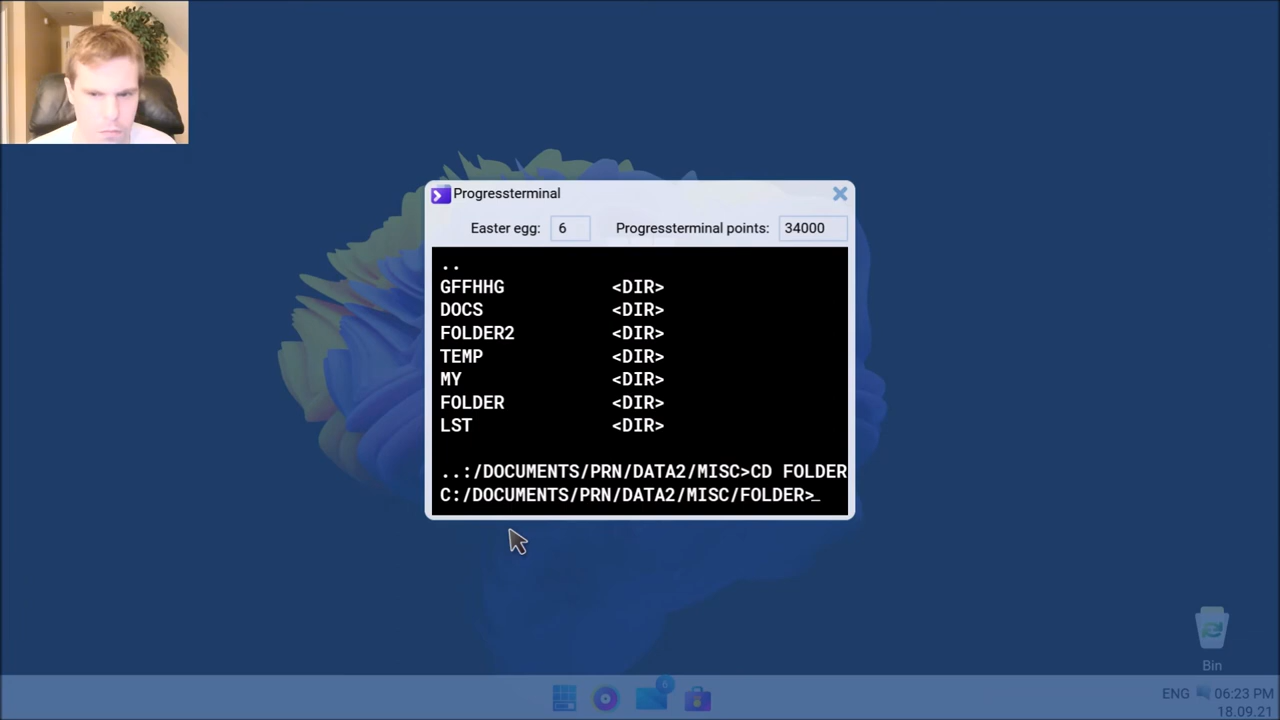 Progressterminal
Easter egg: 6 Progressterminal points: 34000
..
GFFHHG <DIR>
DOCS <DIR>
FOLDER2 <DIR>
TEMP <DIR>
MY <DIR>
FOLDER <DIR>
LST <DIR>
..:/DOCUMENTS/PRN/DATA2/MISC>CD FOLDER
C:/DOCUMENTS/PRN/DATA2/MISC/FOLDER>_
Bin
6
ENG 06:23 PM
18.09.21